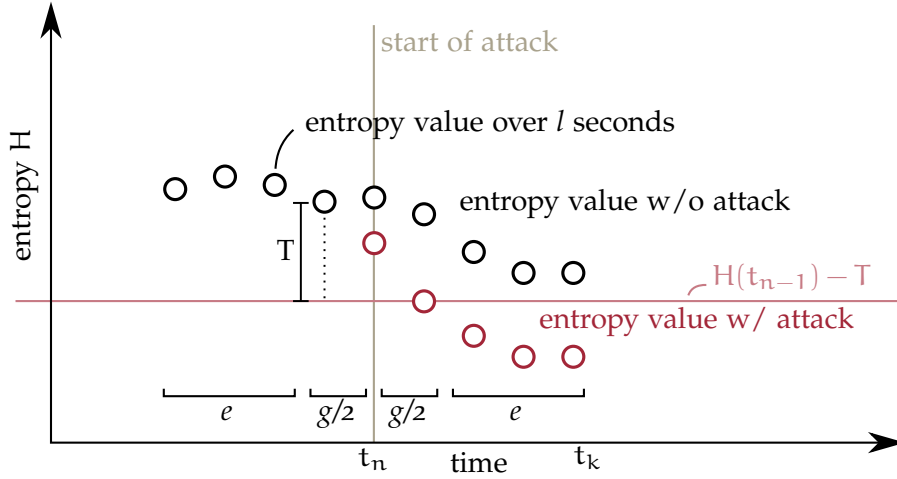 start of attack
entropy value over l seconds
entropy H
entropy value w/o attack
T
H(tₙ₋₁) − T
entropy value w/ attack
e
g/2
g/2
e
tₙ
time
tₖ